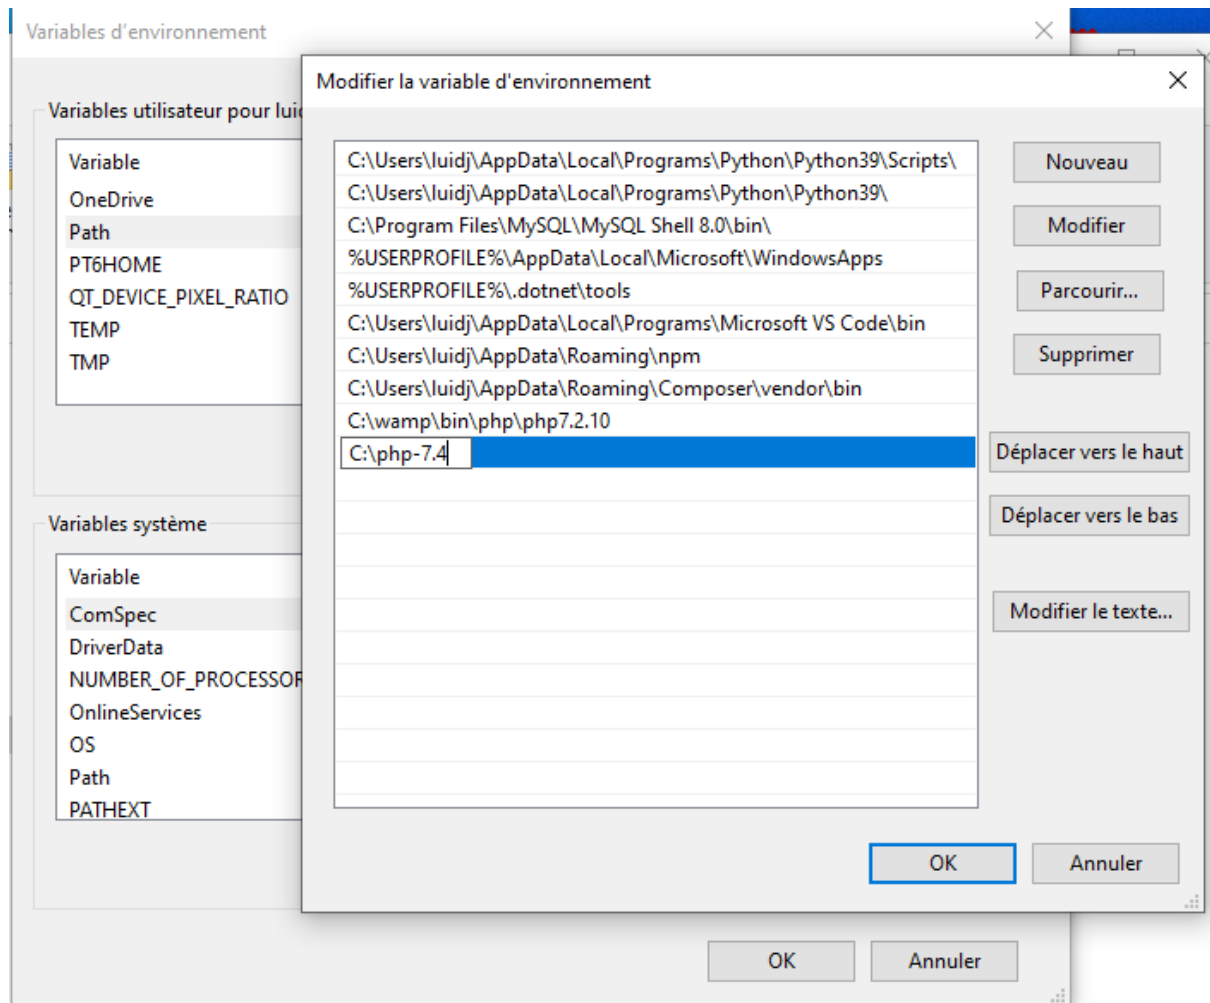 Variables d'environnement
Modifier la variable d'environnement
Variables utilisateur pour
Variable
OneDrive
Path
PT6HOME
QT_DEVICE_PIXEL_RATIO
TEMP
TMP
C:\Users\luidj\AppData\Local\Programs\Python\Python39\Scripts\
C:\Users\luidj\AppData\Local\Programs\Python\Python39\
C:\Program Files\MySQL\MySQL Shell 8.0\bin\
%USERPROFILE%\AppData\Local\Microsoft\WindowsApps
%USERPROFILE%\.dotnet\tools
C:\Users\luidj\AppData\Local\Programs\Microsoft VS Code\bin
C:\Users\luidj\AppData\Roaming\npm
C:\Users\luidj\AppData\Roaming\Composer\vendor\bin
C:\wamp\bin\php\php7.2.10
C:\php-7.4
Nouveau
Modifier
Parcourir...
Supprimer
Déplacer vers le haut
Déplacer vers le bas
Modifier le texte...
Variables système
Variable
ComSpec
DriverData
NUMBER_OF_PROCESSOR
OnlineServices
OS
Path
PATHEXT
OK
Annuler
OK
Annuler